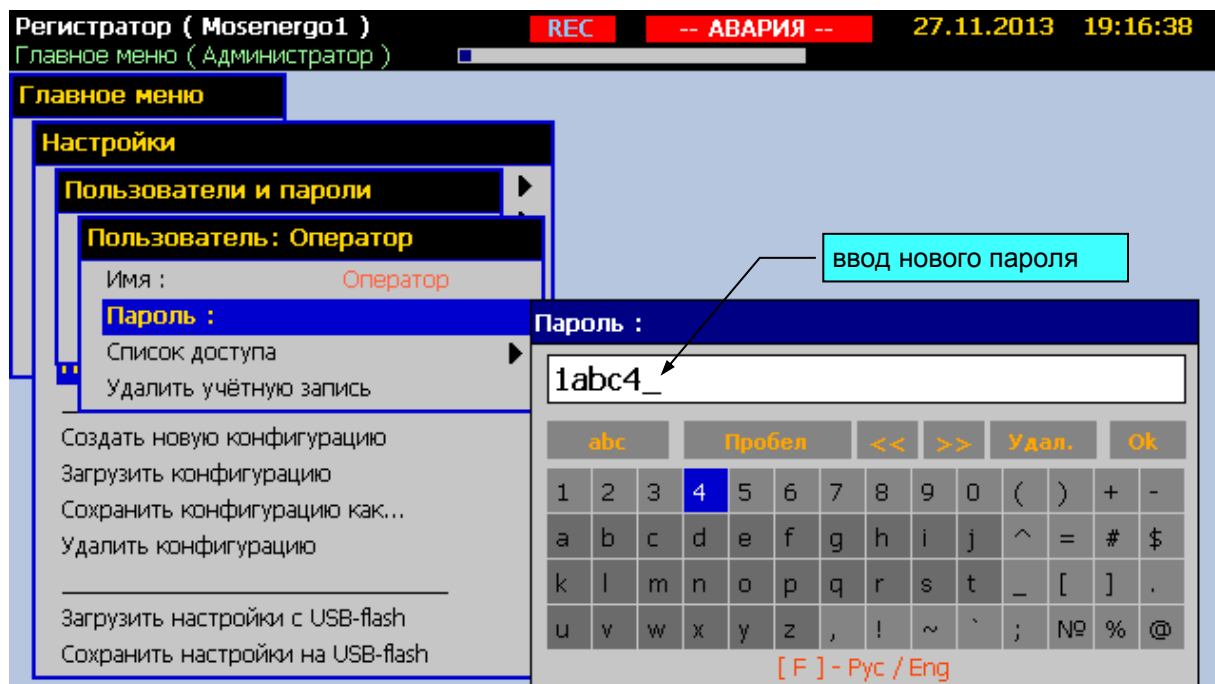 Регистратор ( Mosenergo1 ) REC -- АВАРИЯ -- 27.11.2013 19:16:38
Главное меню ( Администратор )
Главное меню
Настройки
Пользователи и пароли
Пользователь: Оператор
Имя : Оператор
Пароль :
Список доступа
Удалить учётную запись
Создать новую конфигурацию
Загрузить конфигурацию
Сохранить конфигурацию как...
Удалить конфигурацию
Загрузить настройки с USB-flash
Сохранить настройки на USB-flash
ввод нового пароля
Пароль :
1abc4_
abc Пробел << >> Удал. Ok
1 2 3 4 5 6 7 8 9 0 ( ) + -
a b c d e f g h i j ^ = # $
k l m n o p q r s t _ [ ] .
u v w x y z , ! ~ ` ; № % @
[ F ] - Рус / Eng